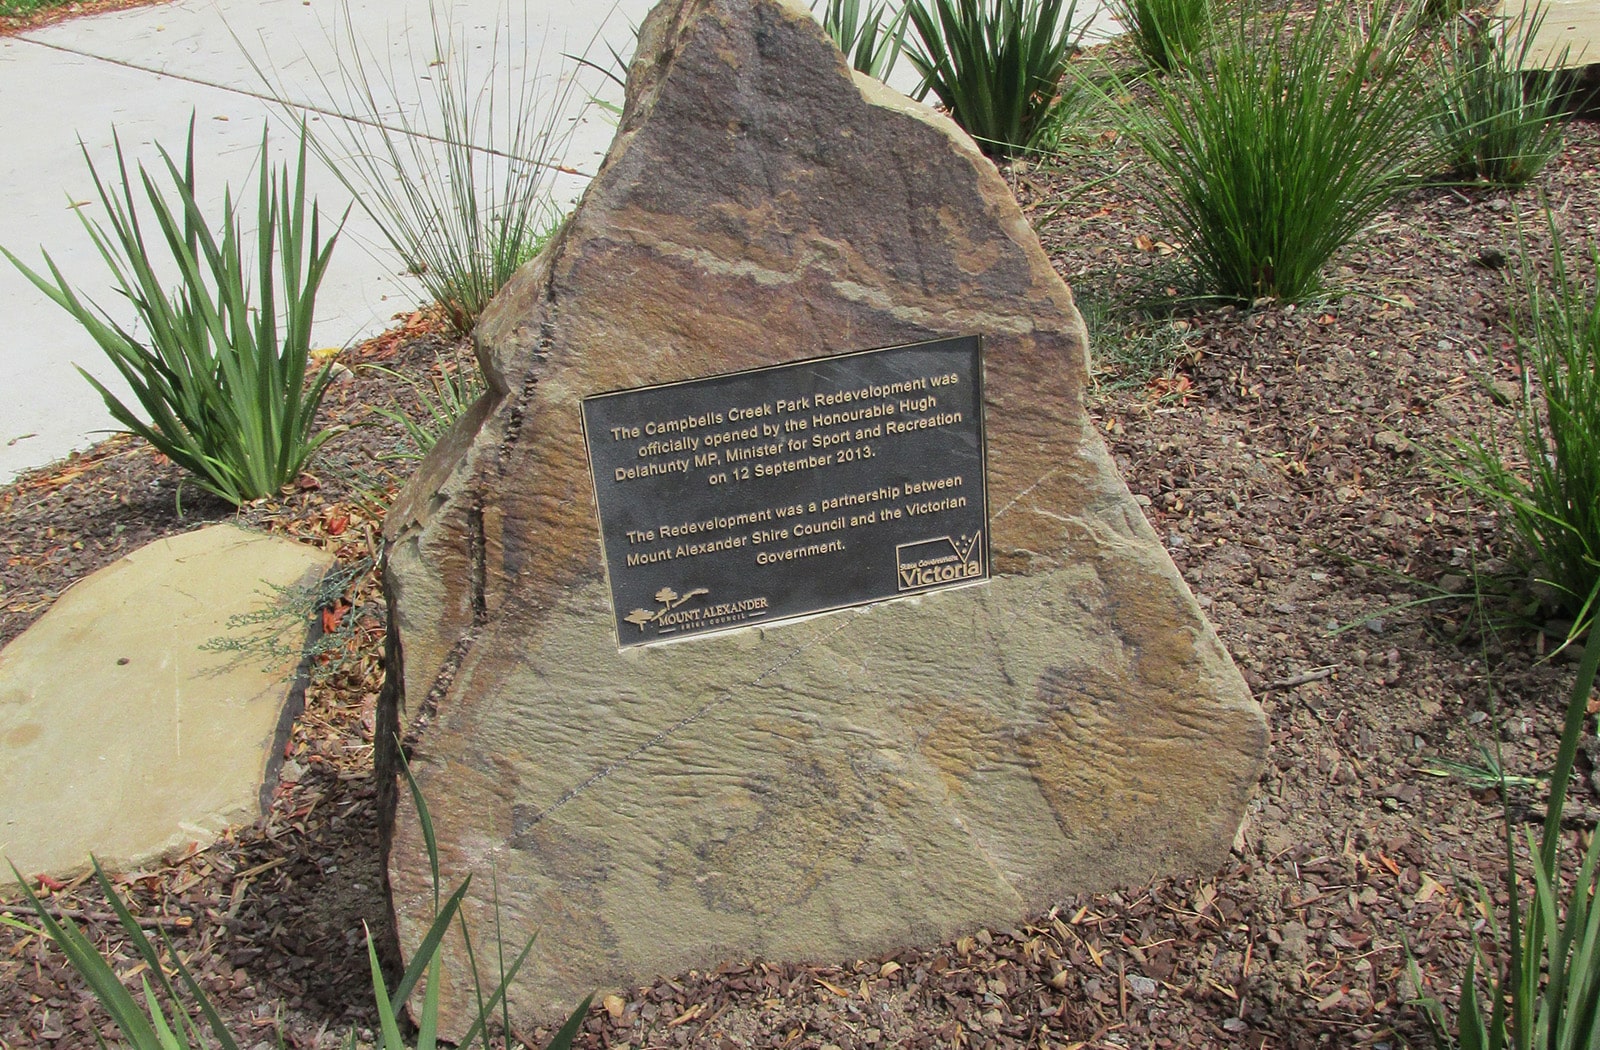 The Campbells Creek Park Redevelopment was
officially opened by the Honourable Hugh
Delahunty MP, Minister for Sport and Recreation
on 12 September 2013.
The Redevelopment was a partnership between
Mount Alexander Shire Council and the Victorian
Government.
MOUNT ALEXANDER
SHIRE COUNCIL
State Government
Victoria